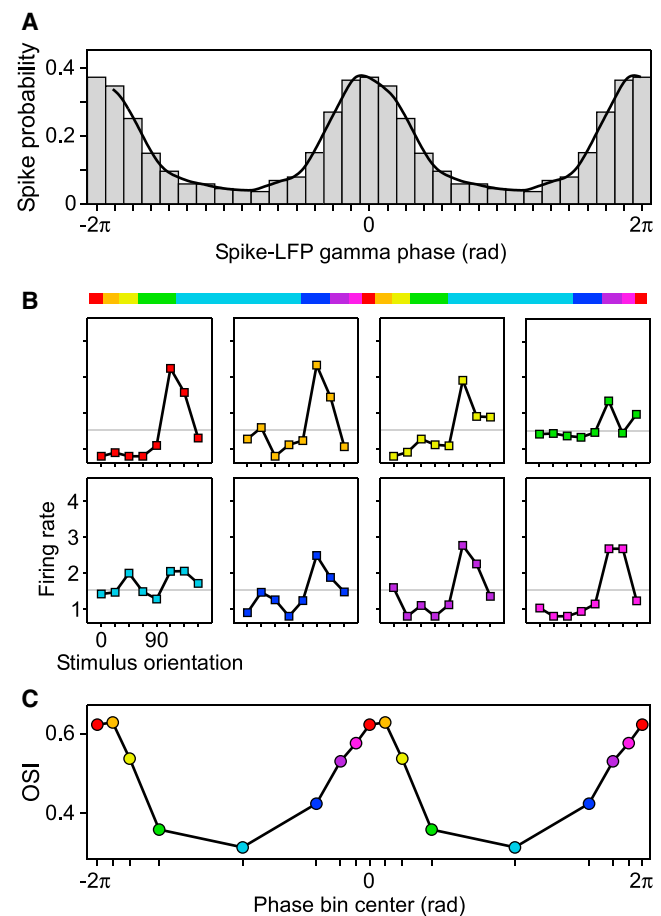 A
Spike probability
0.4
0.2
0
-2π
0
2π
Spike-LFP gamma phase (rad)
B
Firing rate
4
3
2
1
0
90
Stimulus orientation
C
OSI
0.6
0.4
-2π
0
2π
Phase bin center (rad)